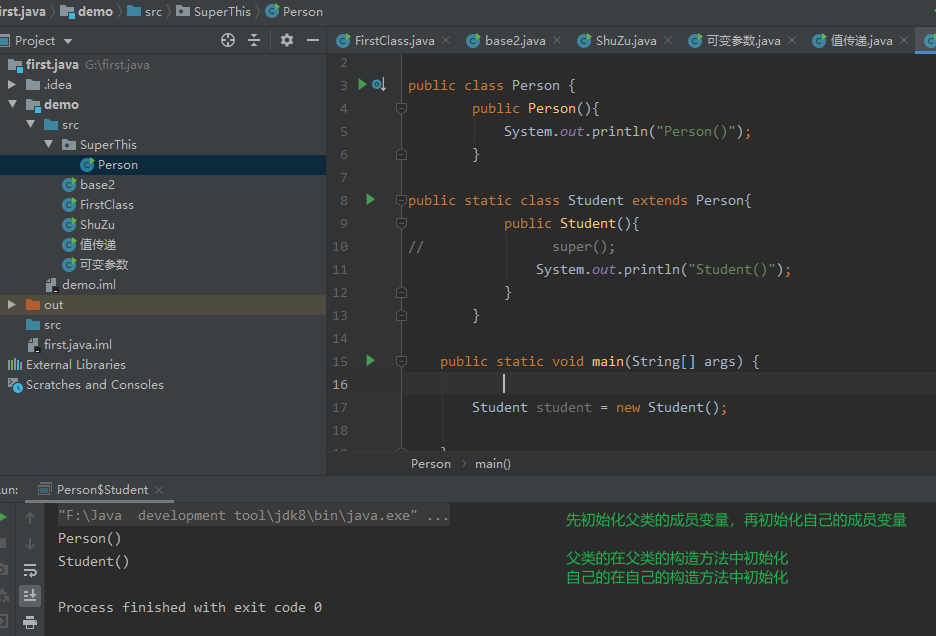 irst.java demo src SuperThis Person
Project
FirstClass.java base2.java ShuZu.java 可变参数.java 值传递.java
first.java G:\first.java
.idea
demo
src
SuperThis
Person
base2
FirstClass
ShuZu
值传递
可变参数
demo.iml
out
src
first.java.iml
External Libraries
Scratches and Consoles
2
3 public class Person {
4 public Person(){
5 System.out.println("Person()");
6 }
7
8 public static class Student extends Person{
9 public Student(){
10 // super();
11 System.out.println("Student()");
12 }
13 }
14
15 public static void main(String[] args) {
16
17 Student student = new Student();
18
Person main()
un: Person$Student
"F:\Java development tool\jdk8\bin\java.exe" ...
Person()
Student()
Process finished with exit code 0
先初始化父类的成员变量，再初始化自己的成员变量
父类的在父类的构造方法中初始化
自己的在自己的构造方法中初始化